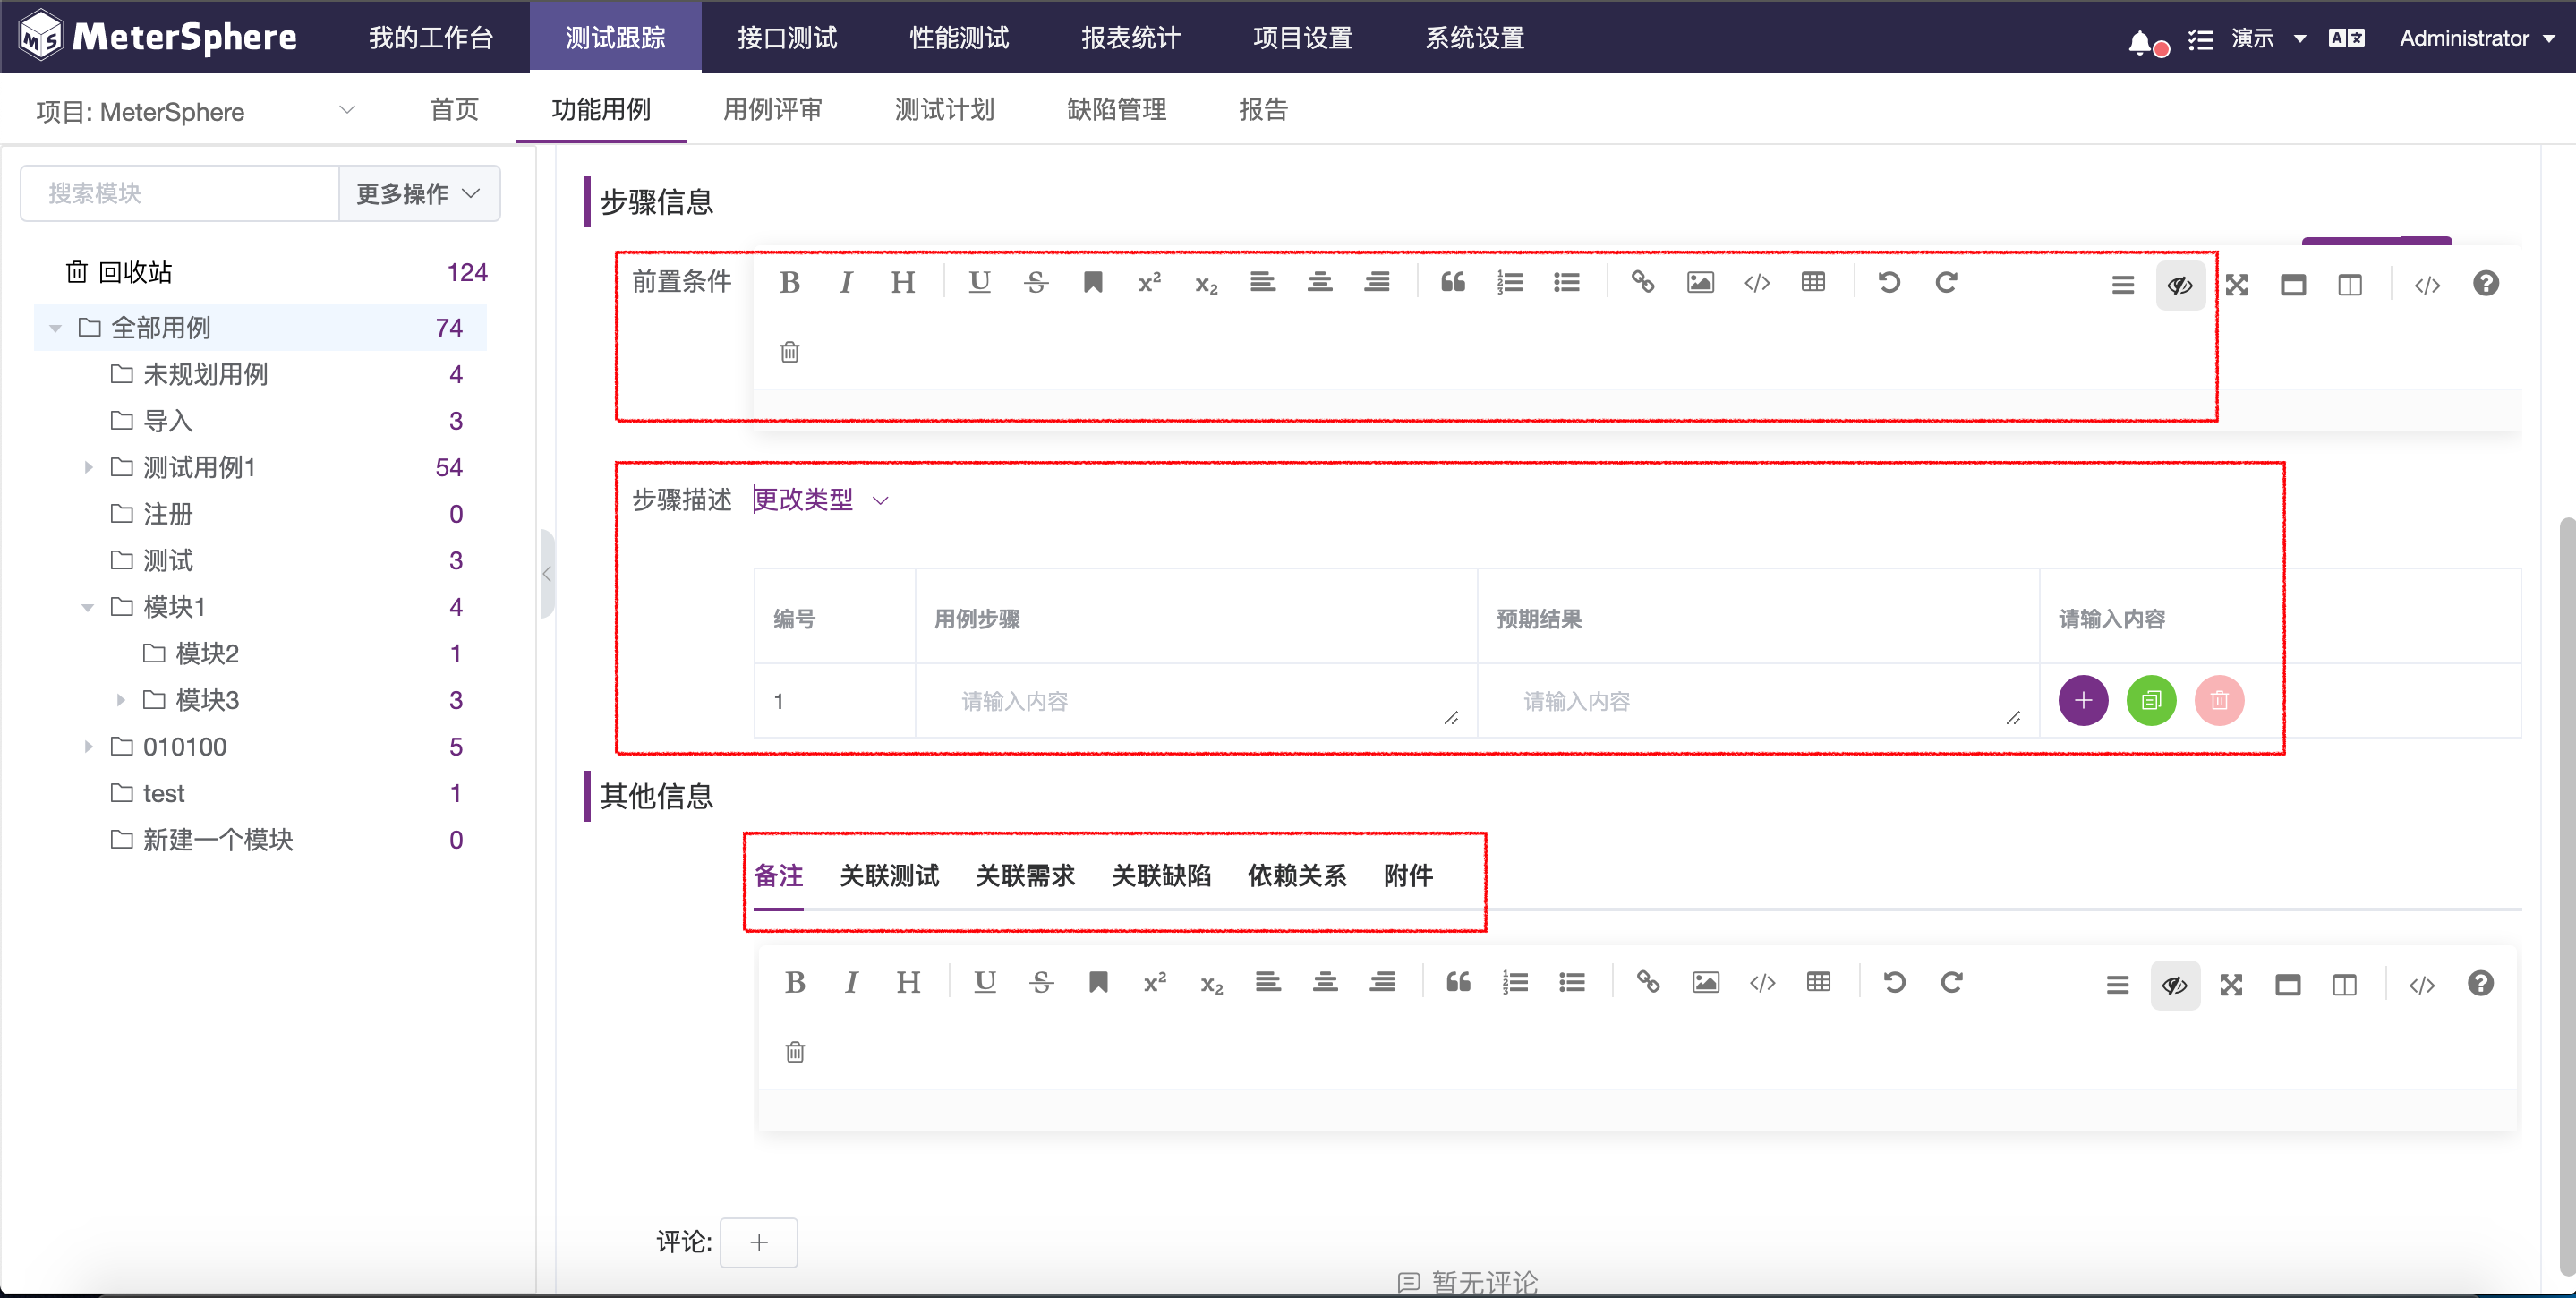 MeterSphere 我的工作台 测试跟踪 接口测试 性能测试 报表统计 项目设置 系统设置 演示 Administrator
项目: MeterSphere 首页 功能用例 用例评审 测试计划 缺陷管理 报告
搜索模块 更多操作
回收站 124
全部用例 74
未规划用例 4
导入 3
测试用例1 54
注册 0
测试 3
模块1 4
模块2 1
模块3 3
010100 5
test 1
新建一个模块 0
步骤信息
前置条件
步骤描述 更改类型
编号 用例步骤 预期结果 请输入内容
1 请输入内容 请输入内容
其他信息
备注 关联测试 关联需求 关联缺陷 依赖关系 附件
评论:
暂无评论